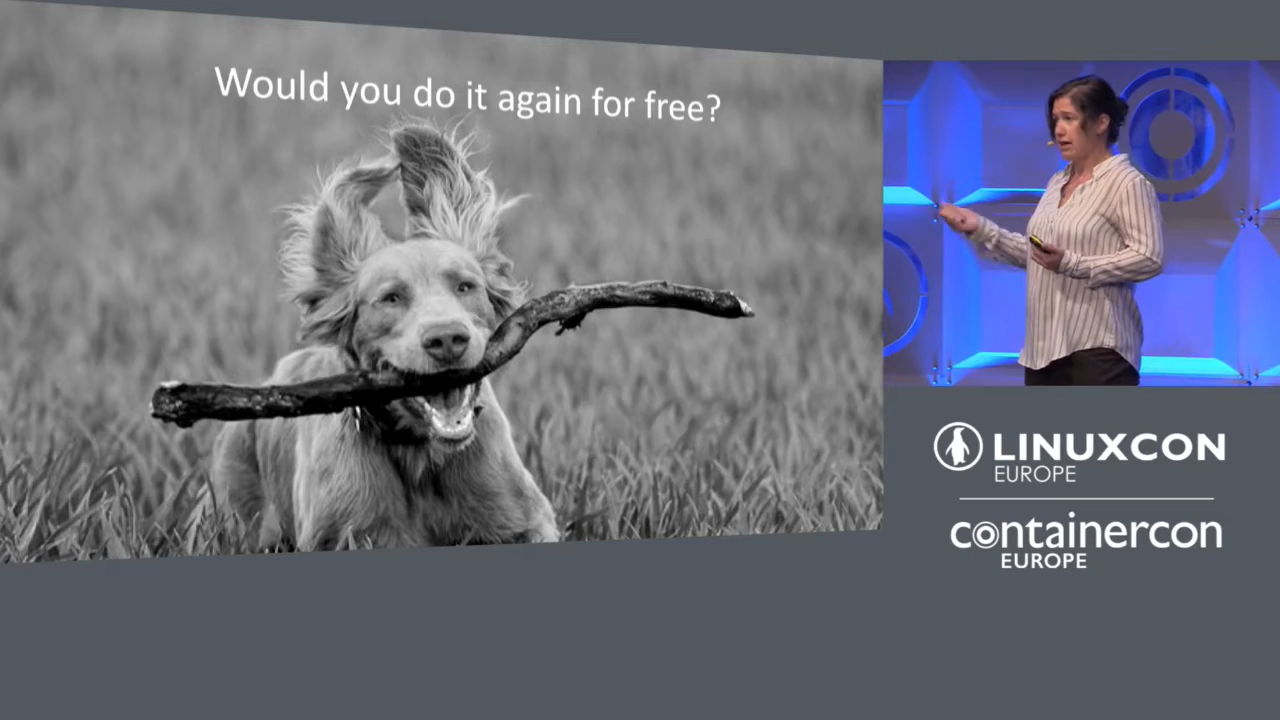 Would you do it again for free?
LINUXCON
EUROPE
containercon
EUROPE